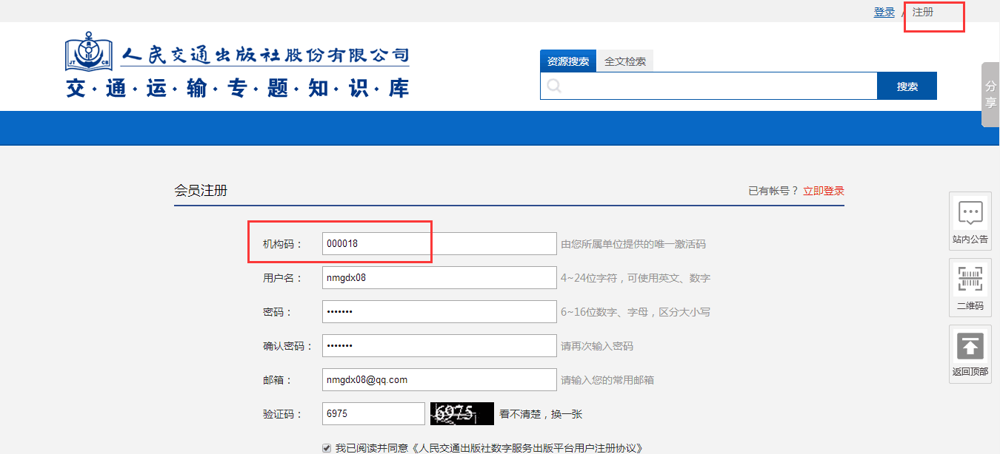 登录 / 注册
人民交通出版社股份有限公司
JT CB
交·通·运·输·专·题·知·识·库
资源搜索 全文检索
搜索
分享
会员注册 已有帐号？ 立即登录
机构码： 000018 由您所属单位提供的唯一激活码
用户名： nmgdx08 4~24位字符，可使用英文、数字
密码： ••••••• 6~16位数字、字母，区分大小写
确认密码： ••••••• 请再次输入密码
邮箱： nmgdx08@qq.com 请输入您的常用邮箱
验证码： 6975 6975 看不清楚，换一张
我已阅读并同意《人民交通出版社数字服务出版平台用户注册协议》
站内公告
二维码
返回顶部